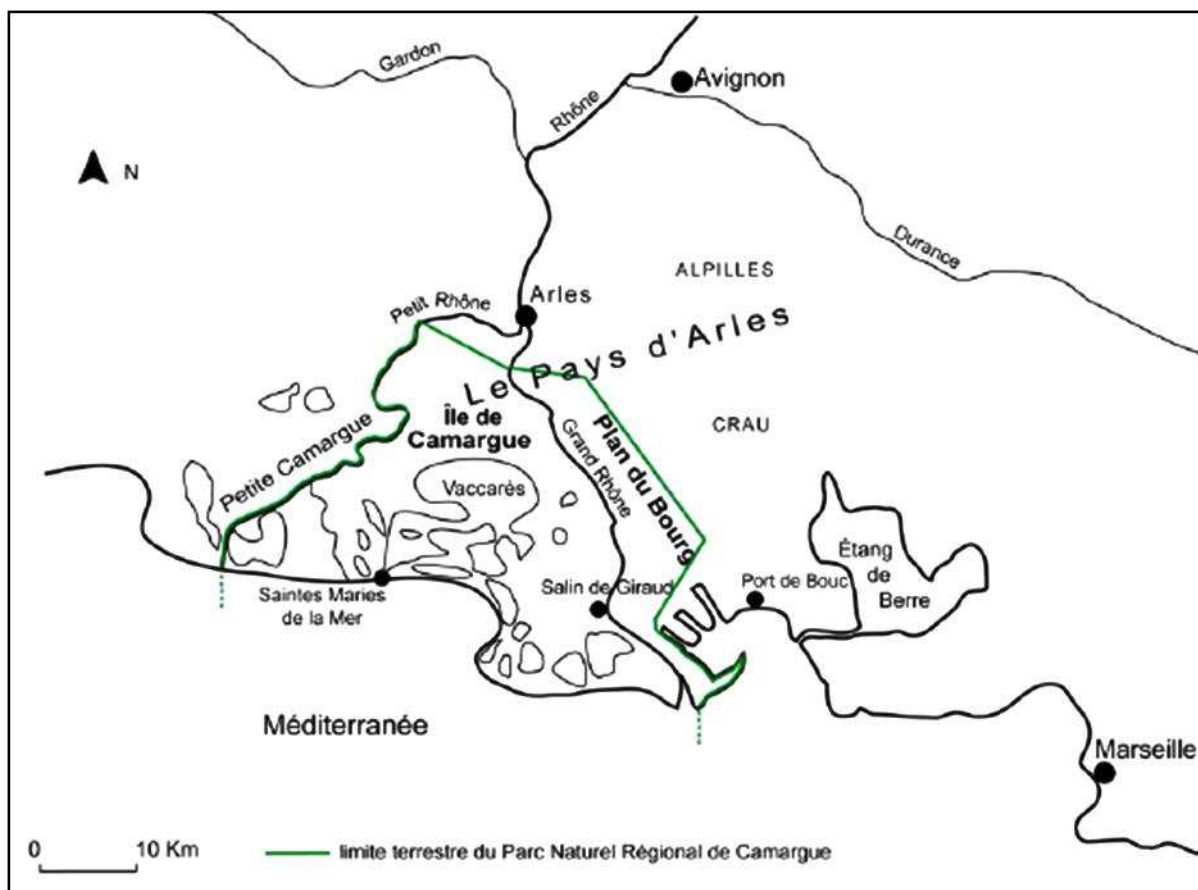 Gardon
Avignon
Rhône
N
Durance
ALPILLES
Petit Rhône
Arles
Le Pays d'Arles
Île de
Camargue
CRAU
Petite Camargue
Grand Rhône
Plan du Bourg
Vaccarès
Étang
de
Berre
Port de Bouc
Salin de Giraud
Saintes Maries
de la Mer
Méditerranée
Marseille
0 10 Km
limite terrestre du Parc Naturel Régional de Camargue